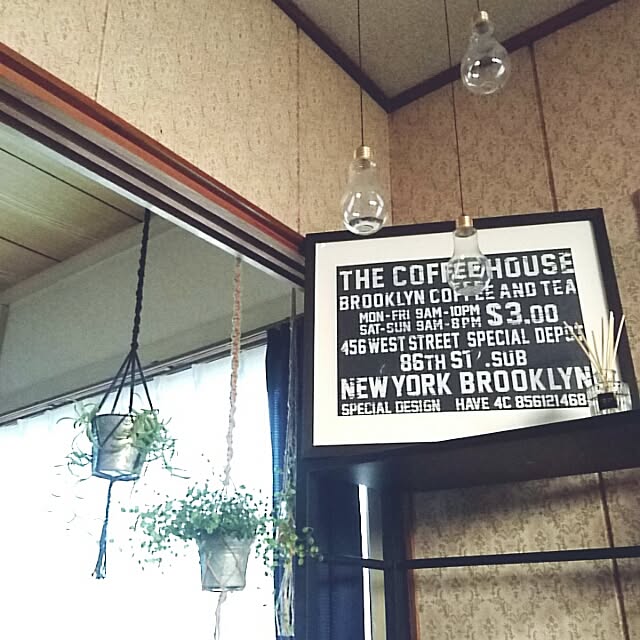 THE COFFEEHOUSE
BROOKLYN COFFEE AND TEA
MON-FRI 9AM-10PM $3.00
SAT-SUN 9AM-8PM
456 WEST STREET SPECIAL DEPO
86TH ST SUB
NEW YORK BROOKLYN
SPECIAL DESIGN HAVE 4C 856121468